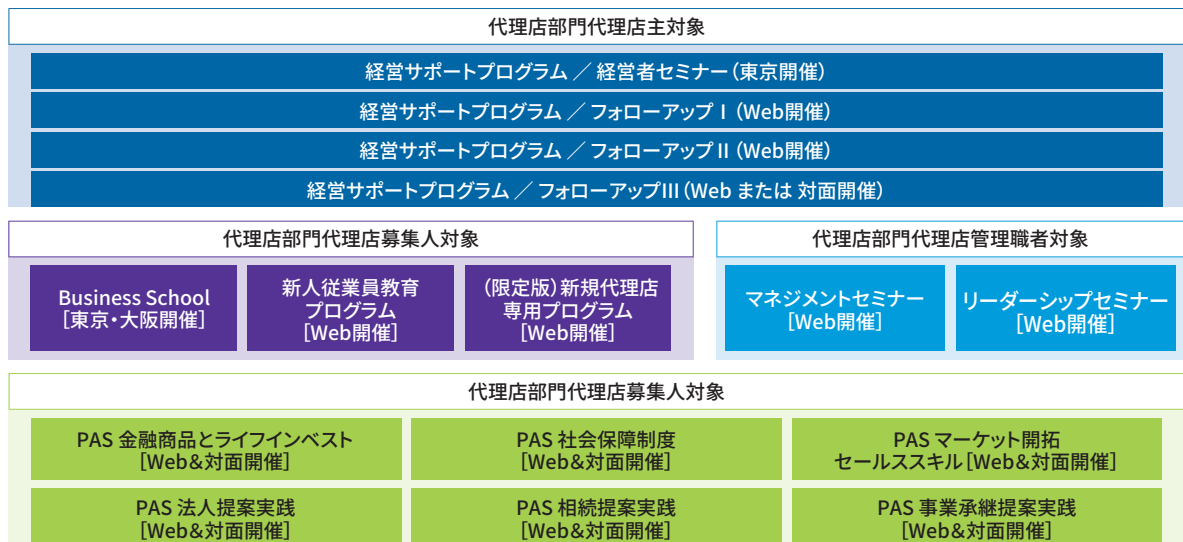 代理店部門代理店主対象
経営サポートプログラム ／ 経営者セミナー（東京開催）
経営サポートプログラム ／ フォローアップⅠ（Web開催）
経営サポートプログラム ／ フォローアップⅡ（Web開催）
経営サポートプログラム ／ フォローアップⅢ（Web または 対面開催）
代理店部門代理店募集人対象
Business School
［東京・大阪開催］
新人従業員教育
プログラム
［Web開催］
（限定版）新規代理店
専用プログラム
［Web開催］
代理店部門代理店管理職者対象
マネジメントセミナー
［Web開催］
リーダーシップセミナー
［Web開催］
代理店部門代理店募集人対象
PAS 金融商品とライフインベスト
［Web&対面開催］
PAS 社会保障制度
［Web&対面開催］
PAS マーケット開拓
セールススキル［Web&対面開催］
PAS 法人提案実践
［Web&対面開催］
PAS 相続提案実践
［Web&対面開催］
PAS 事業承継提案実践
［Web&対面開催］